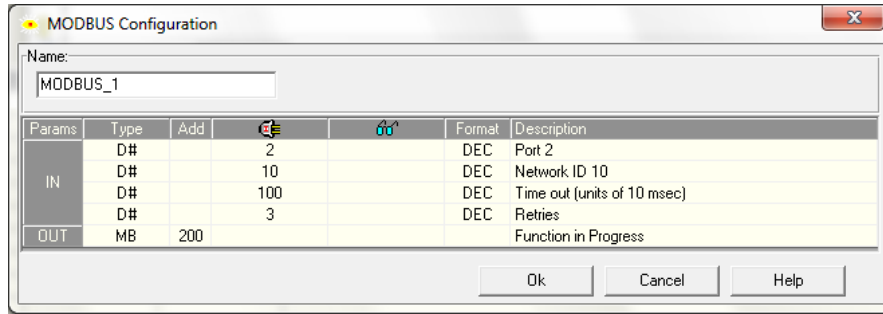 MODBUS Configuration
Name:
MODBUS_1
Params Type Add Format Description
IN
D# 2 DEC Port 2
D# 10 DEC Network ID 10
D# 100 DEC Time out (units of 10 msec)
D# 3 DEC Retries
OUT MB 200 Function in Progress
Ok Cancel Help